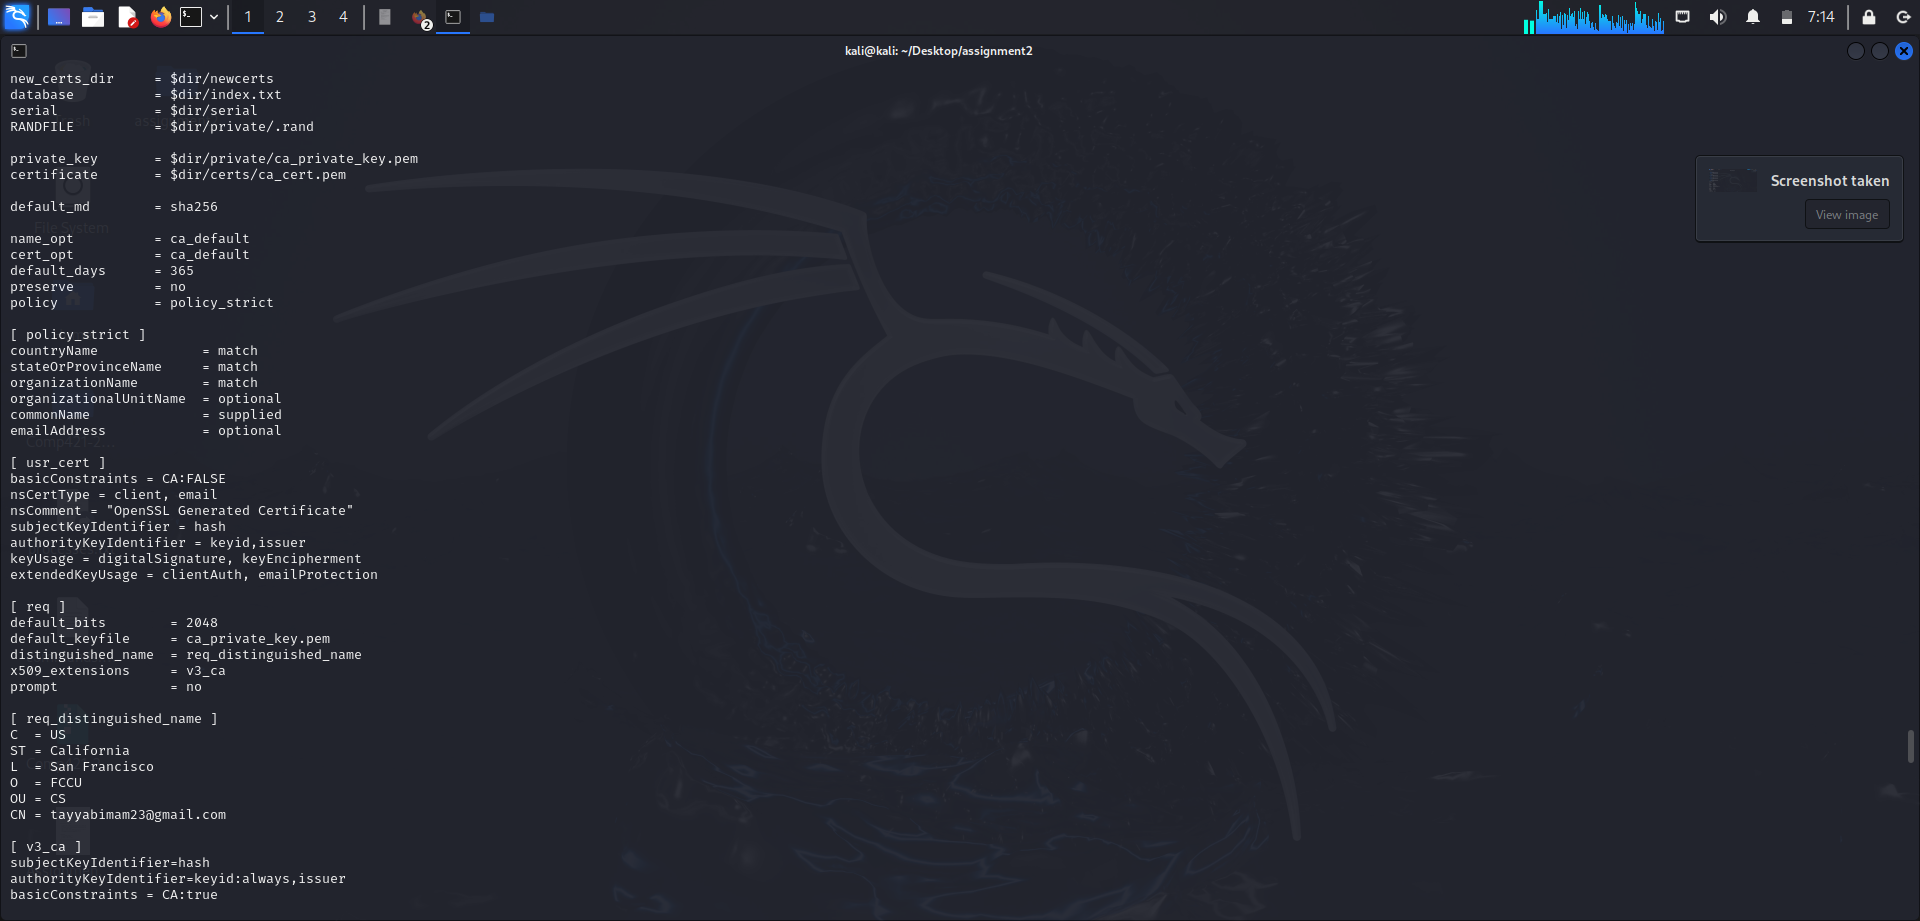 1 2 3 4
2
7:14
kali@kali: ~/Desktop/assignment2
new_certs_dir     = $dir/newcerts
database          = $dir/index.txt
serial            = $dir/serial
RANDFILE          = $dir/private/.rand
private_key       = $dir/private/ca_private_key.pem
certificate       = $dir/certs/ca_cert.pem
default_md        = sha256
File System
name_opt          = ca_default
cert_opt          = ca_default
default_days      = 365
preserve          = no
policy            = policy_strict
[ policy_strict ]
countryName             = match
stateOrProvinceName     = match
organizationName        = match
organizationalUnitName  = optional
commonName              = supplied
emailAddress            = optional
[ usr_cert ]
basicConstraints = CA:FALSE
nsCertType = client, email
nsComment = "OpenSSL Generated Certificate"
subjectKeyIdentifier = hash
authorityKeyIdentifier = keyid,issuer
keyUsage = digitalSignature, keyEncipherment
extendedKeyUsage = clientAuth, emailProtection
[ req ]
default_bits        = 2048
default_keyfile     = ca_private_key.pem
distinguished_name  = req_distinguished_name
x509_extensions     = v3_ca
prompt              = no
[ req_distinguished_name ]
C  = US
ST = California
L  = San Francisco
O  = FCCU
OU = CS
CN = tayyabimam23@gmail.com
[ v3_ca ]
subjectKeyIdentifier=hash
authorityKeyIdentifier=keyid:always,issuer
basicConstraints = CA:true
Screenshot taken
View image